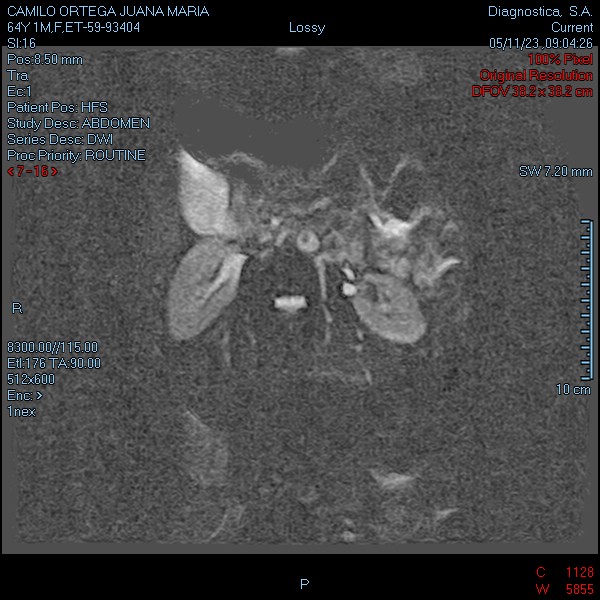 CAMILO ORTEGA JUANA MARIA
64Y 1M,F,ET-59-93404
Sl:16
Pos:8.50 mm
Tra
Ec:1
Patient Pos: HFS
Study Desc: ABDOMEN
Series Desc: DWI
Proc Priority: ROUTINE
< 7-16 >
Lossy
Diagnostica, S.A.
Current
05/11/23 ,09:04:26
100% Pixel
Original Resolution
DFOV 38.2 x 38.2 cm
SW 7.20 mm
R
8300.00//115.00
Etl:176 TA:90.00
512x600
Enc: >
1nex
10 cm
P
C 1128
W 5855